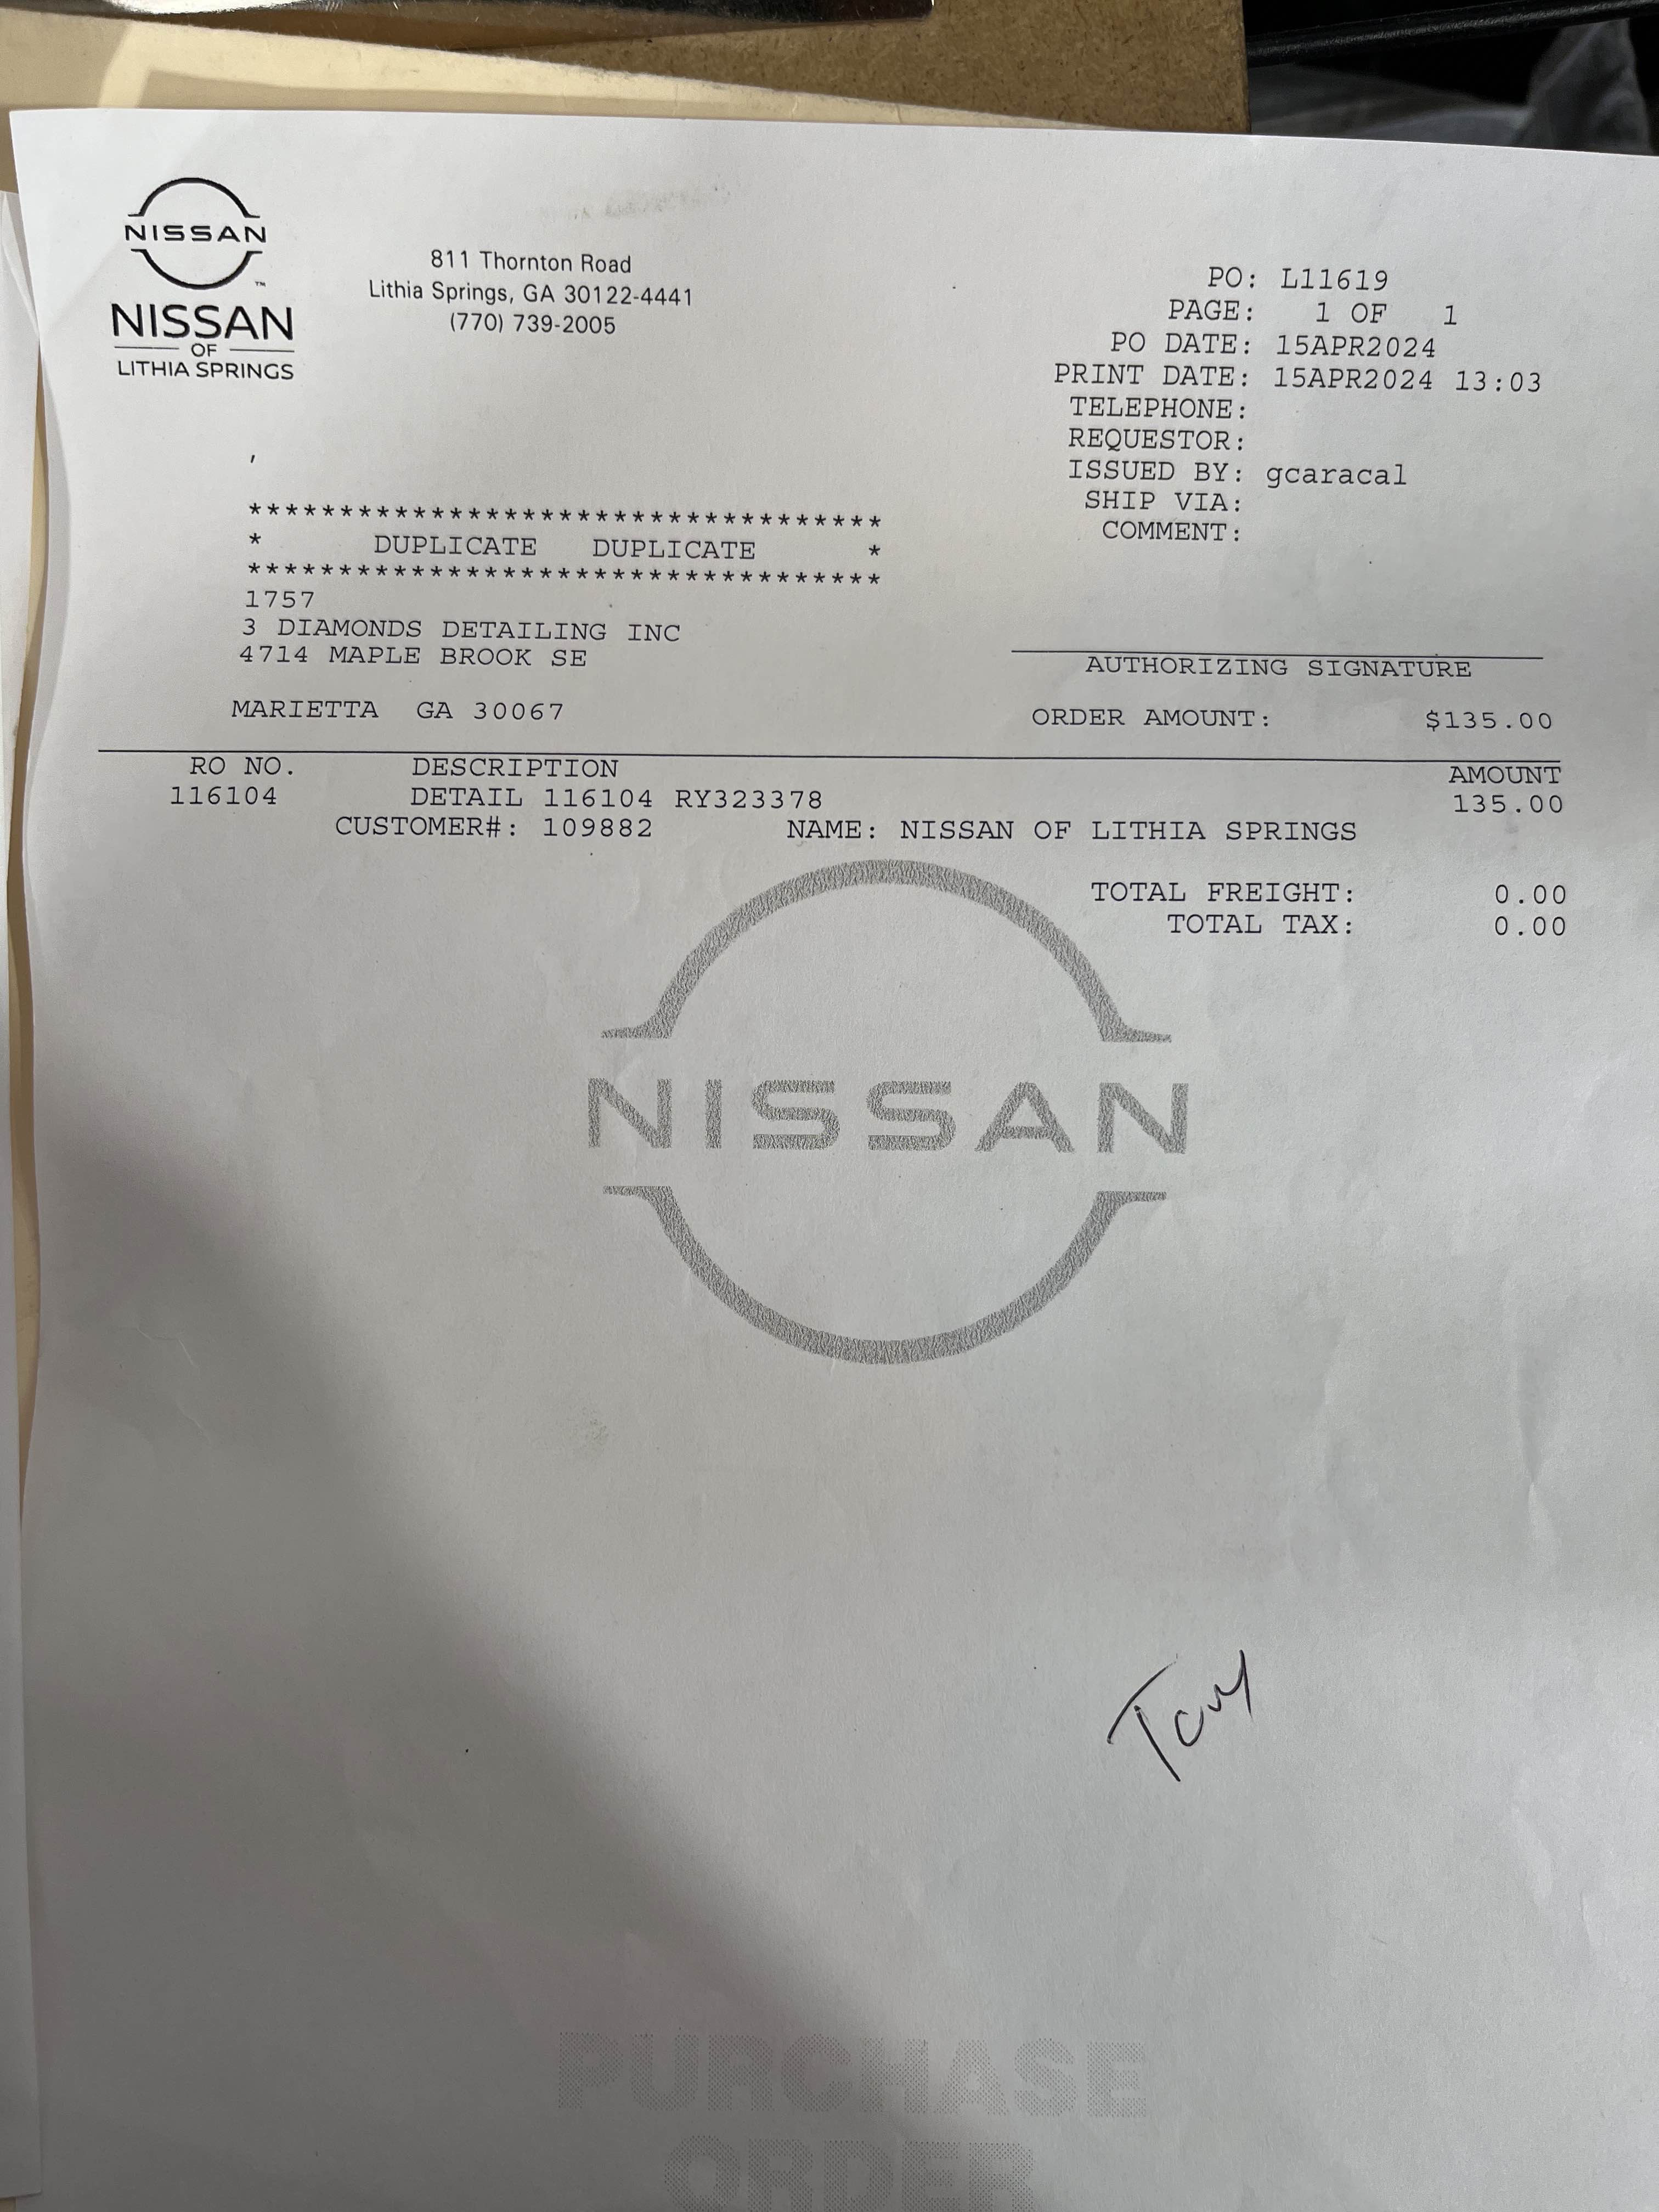 NISSAN
NISSAN
OF
LITHIA SPRINGS
811 Thornton Road
Lithia Springs, GA 30122-4441
(770) 739-2005
PO: L11619
PAGE: 1 OF 1
PO DATE: 15APR2024
PRINT DATE: 15APR2024 13:03
TELEPHONE:
REQUESTOR:
ISSUED BY: gcaracal
SHIP VIA:
COMMENT:
,
***********************************
* DUPLICATE DUPLICATE *
***********************************
1757
3 DIAMONDS DETAILING INC
4714 MAPLE BROOK SE
MARIETTA GA 30067
AUTHORIZING SIGNATURE
ORDER AMOUNT: $135.00
RO NO. DESCRIPTION AMOUNT
116104 DETAIL 116104 RY323378 135.00
CUSTOMER#: 109882 NAME: NISSAN OF LITHIA SPRINGS
TOTAL FREIGHT: 0.00
TOTAL TAX: 0.00
NISSAN
PURCHASE
ORDER